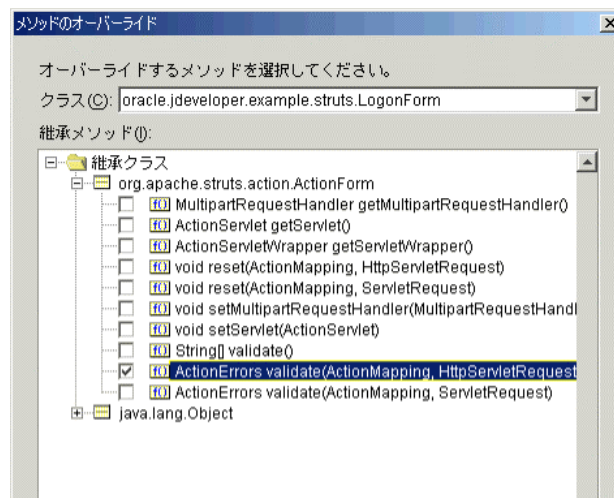 メソッドのオーバーライド
オーバーライドするメソッドを選択してください。
クラス(C): oracle.jdeveloper.example.struts.LogonForm
継承メソッド(I):
継承クラス
org.apache.struts.action.ActionForm
f() MultipartRequestHandler getMultipartRequestHandler()
f() ActionServlet getServlet()
f() ActionServletWrapper getServletWrapper()
f() void reset(ActionMapping, HttpServletRequest)
f() void reset(ActionMapping, ServletRequest)
f() void setMultipartRequestHandler(MultipartRequestHandl
f() void setServlet(ActionServlet)
f() String[] validate()
f() ActionErrors validate(ActionMapping, HttpServletRequest
f() ActionErrors validate(ActionMapping, ServletRequest)
java.lang.Object